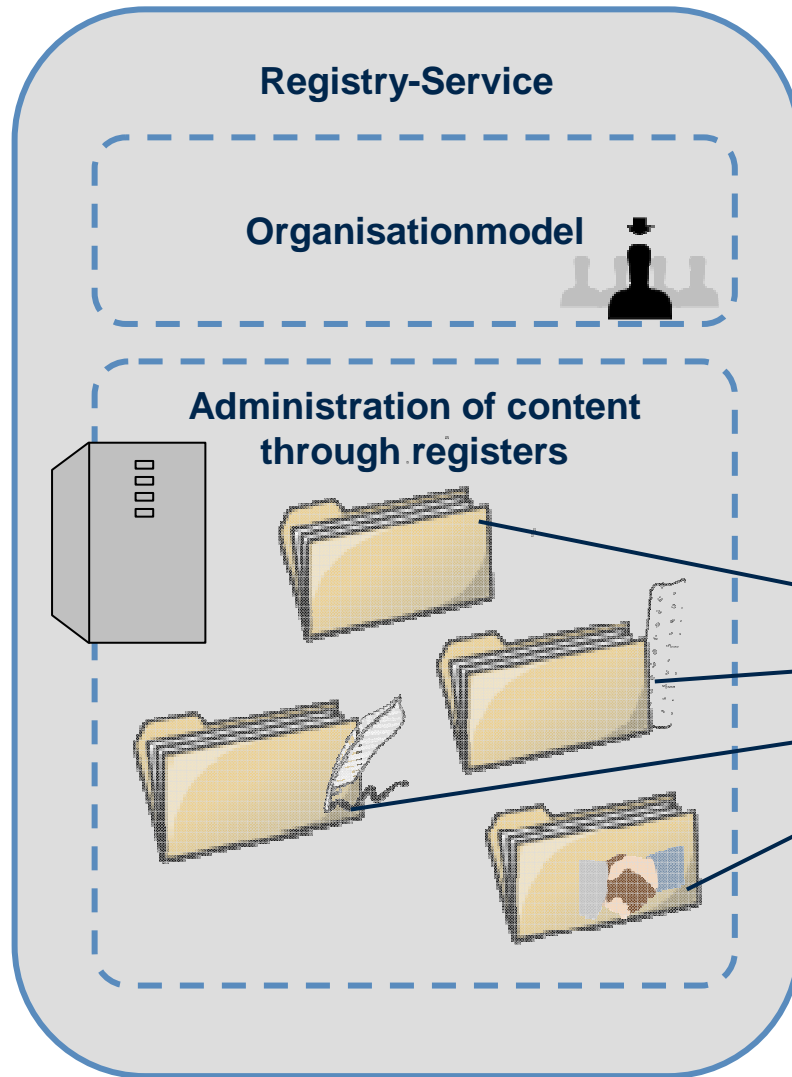 Registry-Service
Organisationmodel
Administration of content
through registers